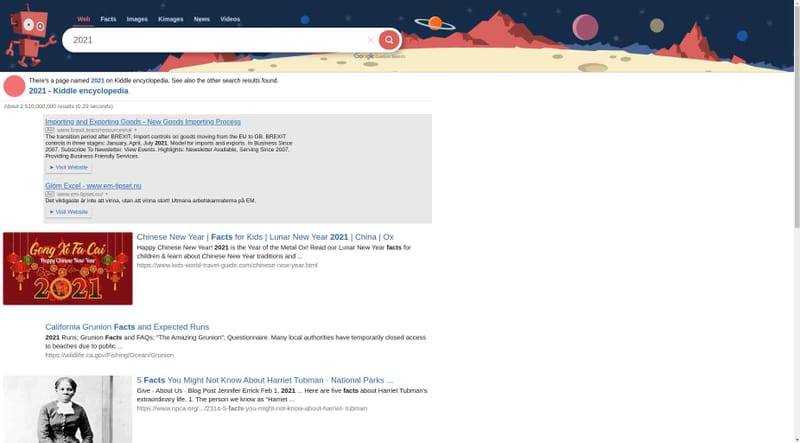 Web Facts Images Kimages News Videos
2021
Google Custom Search
There's a page named 2021 on Kiddle encyclopedia. See also the other search results found.
2021 - Kiddle encyclopedia
About 2,510,000,000 results (0.29 seconds)
Importing and Exporting Goods - New Goods Importing Process
Ad www.brexit.team/resources/uk
The transition period after BREXIT, Import controls on goods moving from the EU to GB. BREXIT
controls in three stages: January, April, July 2021. Model for imports and exports. In Business Since
2007. Subscribe To Newsletter. View Events. Highlights: Newsletter Available, Serving Since 2007,
Providing Business Friendly Services.
Visit Website
Glöm Excel - www.em-tipset.nu
Ad www.em-tipset.nu/
Det viktigaste är inte att vinna, utan att vinna stort! Utmana arbetskamraterna på EM.
Visit Website
Gong Xi Fa Cai
Happy Chinese New Year
2021
Chinese New Year | Facts for Kids | Lunar New Year 2021 | China | Ox
Happy Chinese New Year! 2021 is the Year of the Metal Ox! Read our Lunar New Year facts for
children & learn about Chinese New Year traditions and ...
https://www.kids-world-travel-guide.com/chinese-new-year.html
California Grunion Facts and Expected Runs
2021 Runs; Grunion Facts and FAQs; "The Amazing Grunion"; Questionnaire. Many local authorities have temporarily closed access
to beaches due to public ...
https://wildlife.ca.gov/Fishing/Ocean/Grunion
5 Facts You Might Not Know About Harriet Tubman · National Parks ...
Give · About Us · Blog Post Jennifer Errick Feb 1, 2021 ... Here are five facts about Harriet Tubman's
extraordinary life. 1. The person we know as "Harriet ...
https://www.npca.org/.../2314-5-facts-you-might-not-know-about-harriet- tubman